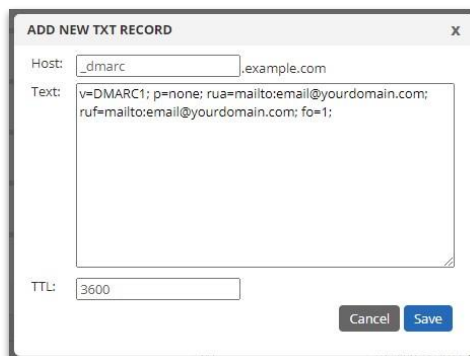 ADD NEW TXT RECORD x
Host: _dmarc .example.com
Text: v=DMARC1; p=none; rua=mailto:email@yourdomain.com;
ruf=mailto:email@yourdomain.com; fo=1;
TTL: 3600
Cancel Save